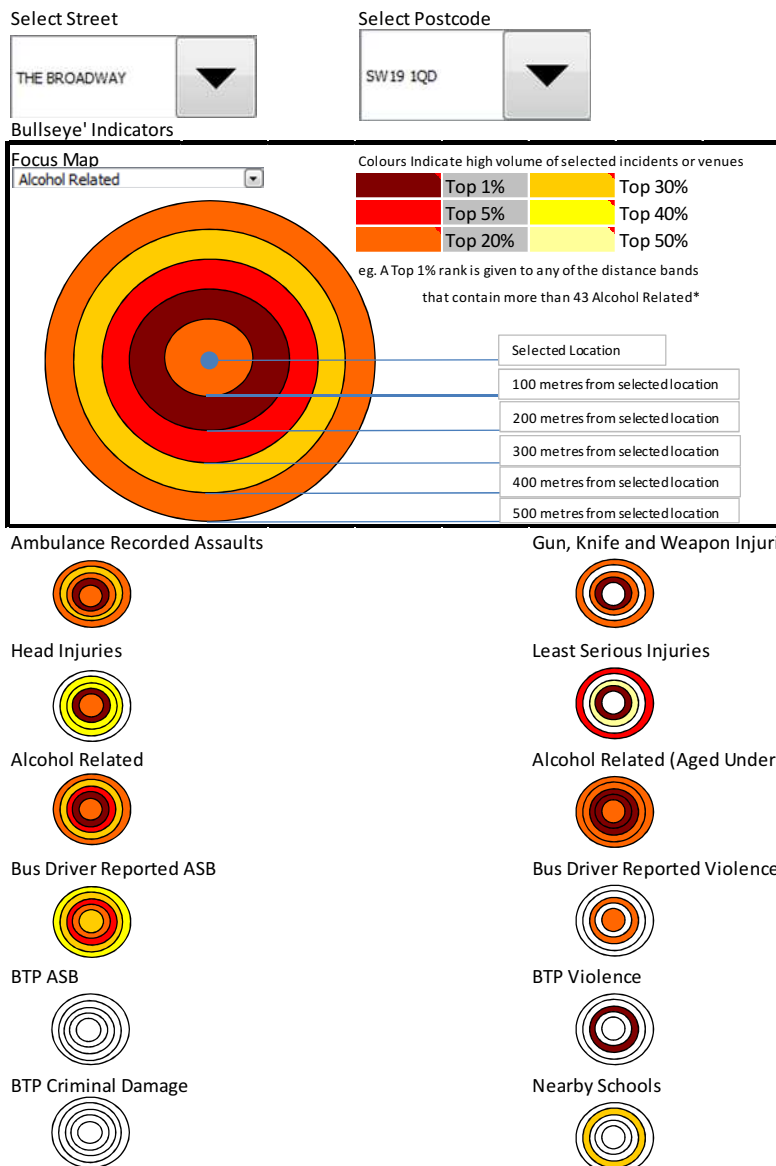 Select Street
Select Postcode
THE BROADWAY
SW19 1QD
Bullseye' Indicators
Focus Map
Alcohol Related
Colours Indicate high volume of selected incidents or venues
Top 1%
Top 30%
Top 5%
Top 40%
Top 20%
Top 50%
eg. A Top 1% rank is given to any of the distance bands
that contain more than 43 Alcohol Related*
Selected Location
100 metres from selected location
200 metres from selected location
300 metres from selected location
400 metres from selected location
500 metres from selected location
Ambulance Recorded Assaults
Gun, Knife and Weapon Injuri
Head Injuries
Least Serious Injuries
Alcohol Related
Alcohol Related (Aged Under
Bus Driver Reported ASB
Bus Driver Reported Violence
BTP ASB
BTP Violence
BTP Criminal Damage
Nearby Schools